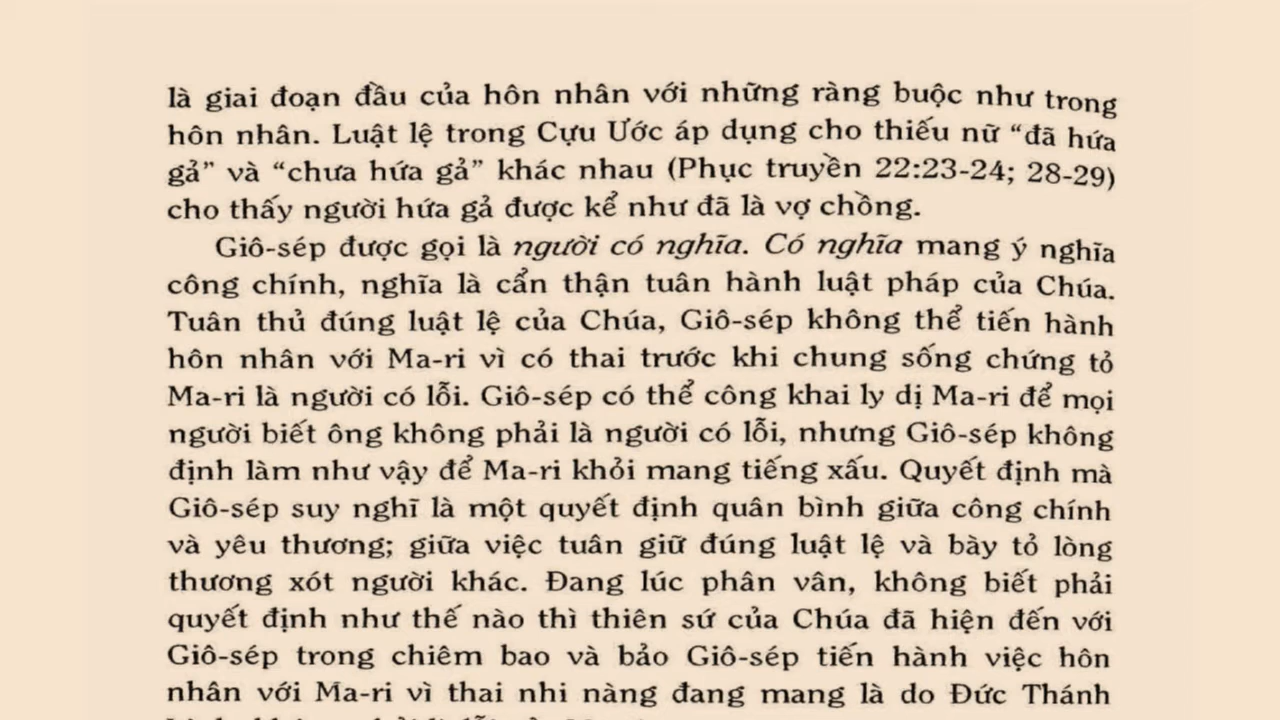 là giai đoạn đầu của hôn nhân với những ràng buộc như trong
hôn nhân. Luật lệ trong Cựu Ước áp dụng cho thiếu nữ “đã hứa
gả” và “chưa hứa gả” khác nhau (Phục truyền 22:23-24; 28-29)
cho thấy người hứa gả được kể như đã là vợ chồng.
Giô-sép được gọi là người có nghĩa. Có nghĩa mang ý nghĩa
công chính, nghĩa là cẩn thận tuân hành luật pháp của Chúa.
Tuân thủ đúng luật lệ của Chúa, Giô-sép không thể tiến hành
hôn nhân với Ma-ri vì có thai trước khi chung sống chứng tỏ
Ma-ri là người có lỗi. Giô-sép có thể công khai ly dị Ma-ri để mọi
người biết ông không phải là người có lỗi, nhưng Giô-sép không
định làm như vậy để Ma-ri khỏi mang tiếng xấu. Quyết định mà
Giô-sép suy nghĩ là một quyết định quân bình giữa công chính
và yêu thương; giữa việc tuân giữ đúng luật lệ và bày tỏ lòng
thương xót người khác. Đang lúc phân vân, không biết phải
quyết định như thế nào thì thiên sứ của Chúa đã hiện đến với
Giô-sép trong chiêm bao và bảo Giô-sép tiến hành việc hôn
nhân với Ma-ri vì thai nhi nàng đang mang là do Đức Thánh